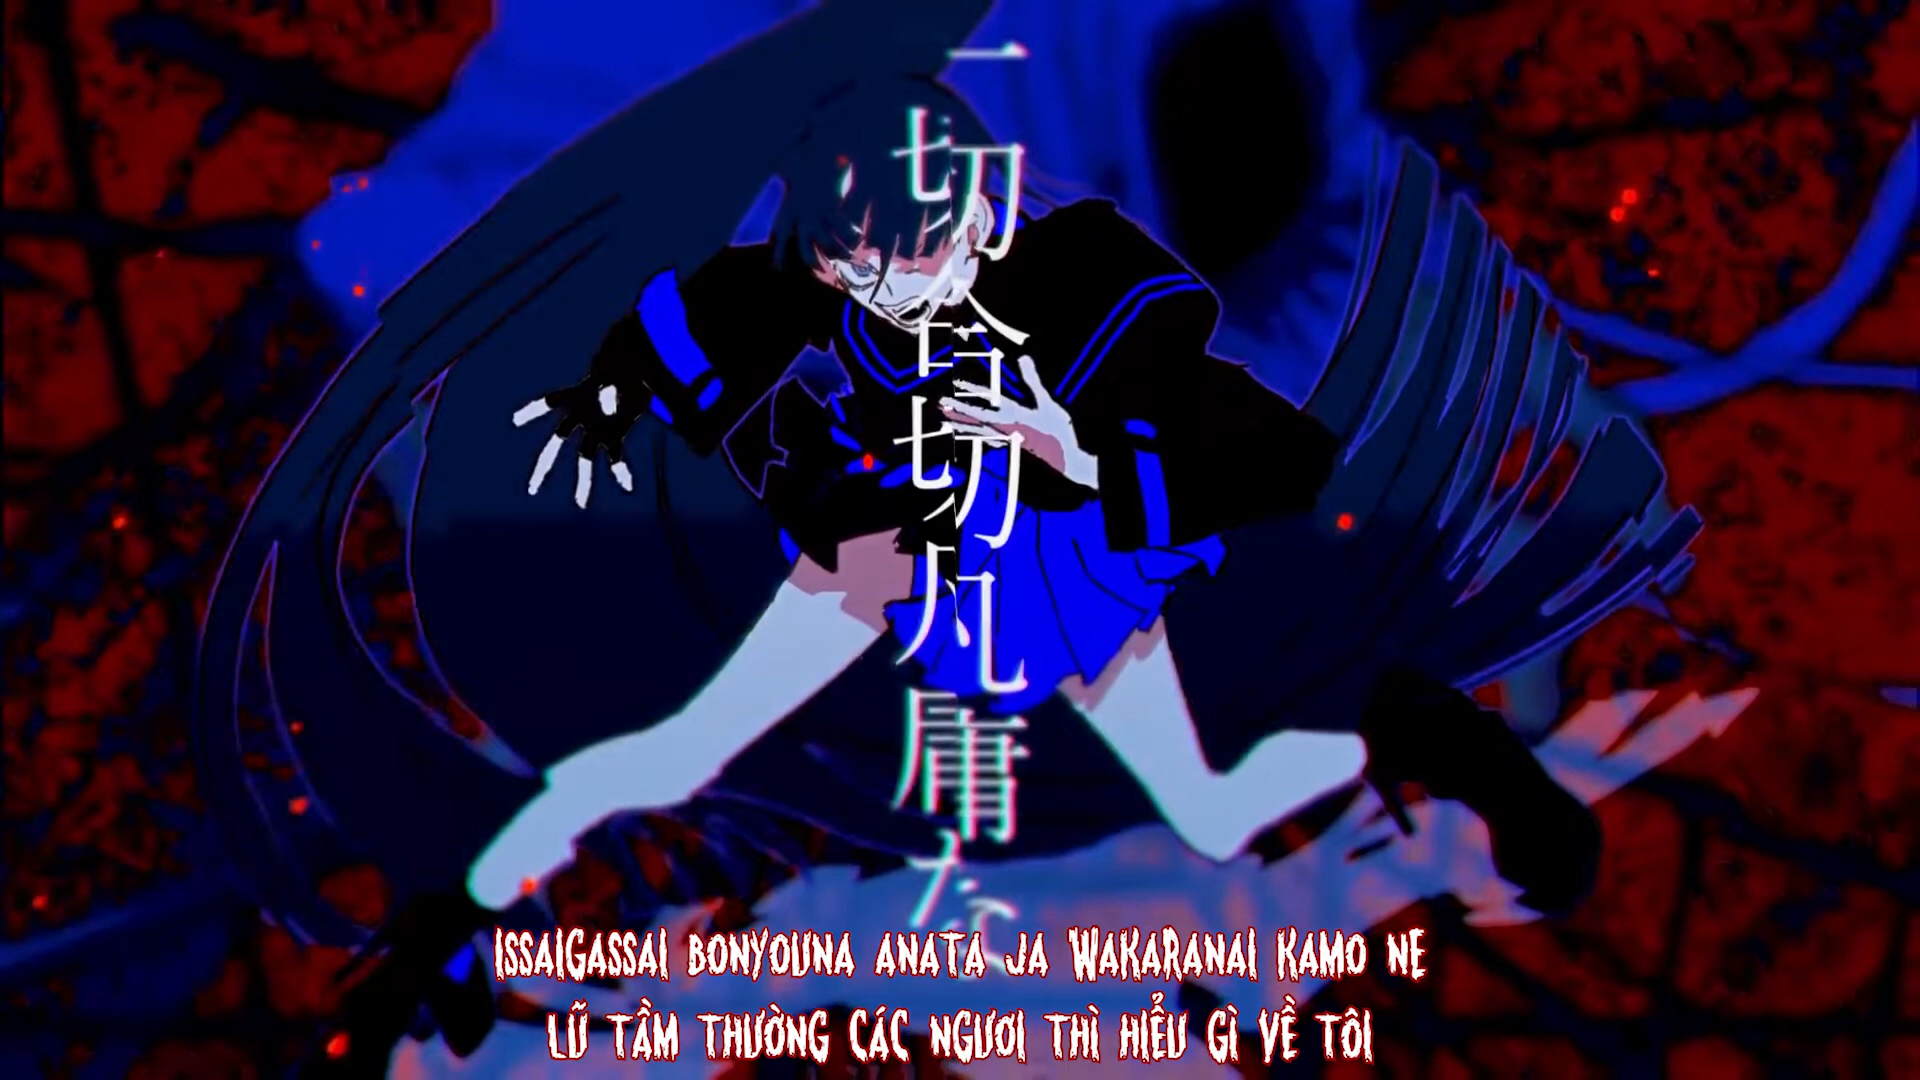 一切合切凡庸な
ISSAIGASSAI BONYOUNA ANATA JA WAKARANAI KAMO NE
LŨ TẦM THƯỜNG CÁC NGƯƠI THÌ HIỂU GÌ VỀ TÔI